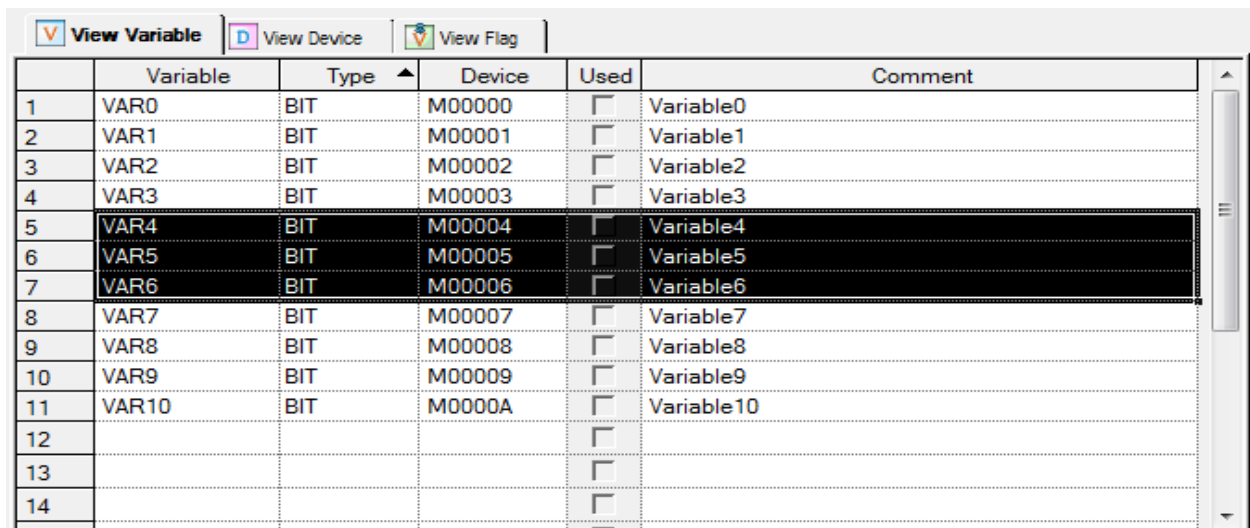 V View Variable D View Device V View Flag
Variable Type Device Used Comment
1 VAR0 BIT M00000 Variable0
2 VAR1 BIT M00001 Variable1
3 VAR2 BIT M00002 Variable2
4 VAR3 BIT M00003 Variable3
5 VAR4 BIT M00004 Variable4
6 VAR5 BIT M00005 Variable5
7 VAR6 BIT M00006 Variable6
8 VAR7 BIT M00007 Variable7
9 VAR8 BIT M00008 Variable8
10 VAR9 BIT M00009 Variable9
11 VAR10 BIT M0000A Variable10
12
13
14